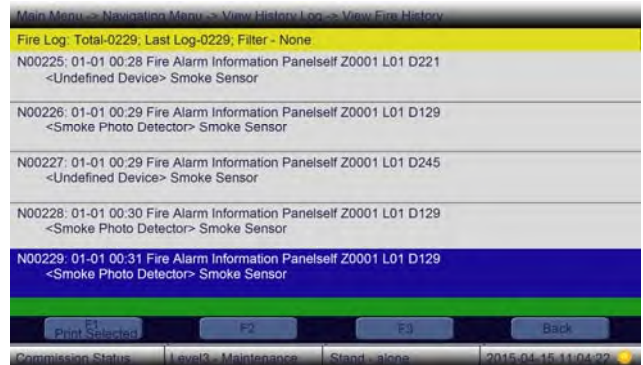 Main Menu -> Navigating Menu -> View History Log -> View Fire History
Fire Log: Total-0229; Last Log-0229; Filter - None
N00225: 01-01 00:28 Fire Alarm Information Panelself Z0001 L01 D221
<Undefined Device> Smoke Sensor
N00226: 01-01 00:29 Fire Alarm Information Panelself Z0001 L01 D129
<Smoke Photo Detector> Smoke Sensor
N00227: 01-01 00:29 Fire Alarm Information Panelself Z0001 L01 D245
<Undefined Device> Smoke Sensor
N00228: 01-01 00:30 Fire Alarm Information Panelself Z0001 L01 D129
<Smoke Photo Detector> Smoke Sensor
N00229: 01-01 00:31 Fire Alarm Information Panelself Z0001 L01 D129
<Smoke Photo Detector> Smoke Sensor
F1 F2 F3 Back
Print Selected
Commission Status Level3 - Maintenance Stand - alone 2015-04-15 11:04:22